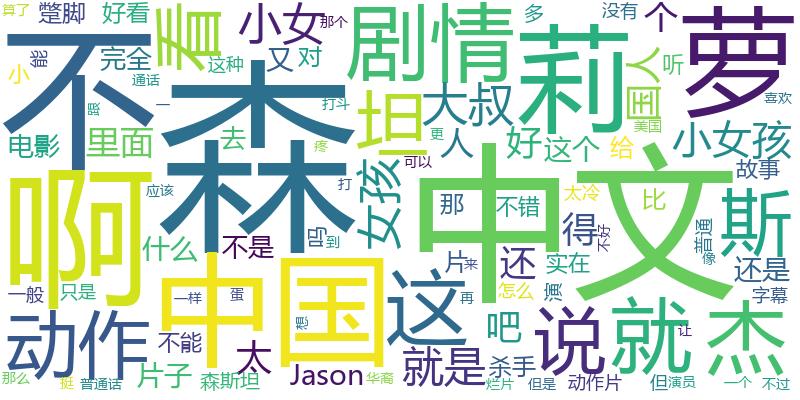 算了
蹩脚
好看
那个
小女
看
剧情
多
没有
个
萝
不
森
莉
能
小
完全
这种
又
对
大叔
国人
听
喜欢
通话
跟
一
打斗
坦
美国
电影
里面
去
更
人
好
这个
给
小女孩
疼
可以
啊
应该
打
女孩
中文
故事
那
不错
太冷
比
斯
什么
不是
吗
到
得
不好
像
普通
中国
这
片
来
还
实在
还是
一般
只是
怎么
演
字幕
动作
一样
蛋
想
再
说
就
杰
让
不能
太
吧
就是
杀手
那么
挺
普通话
片子
森斯坦
Jason
华裔
烂片
但是
动作片
但
演员
一个
不过